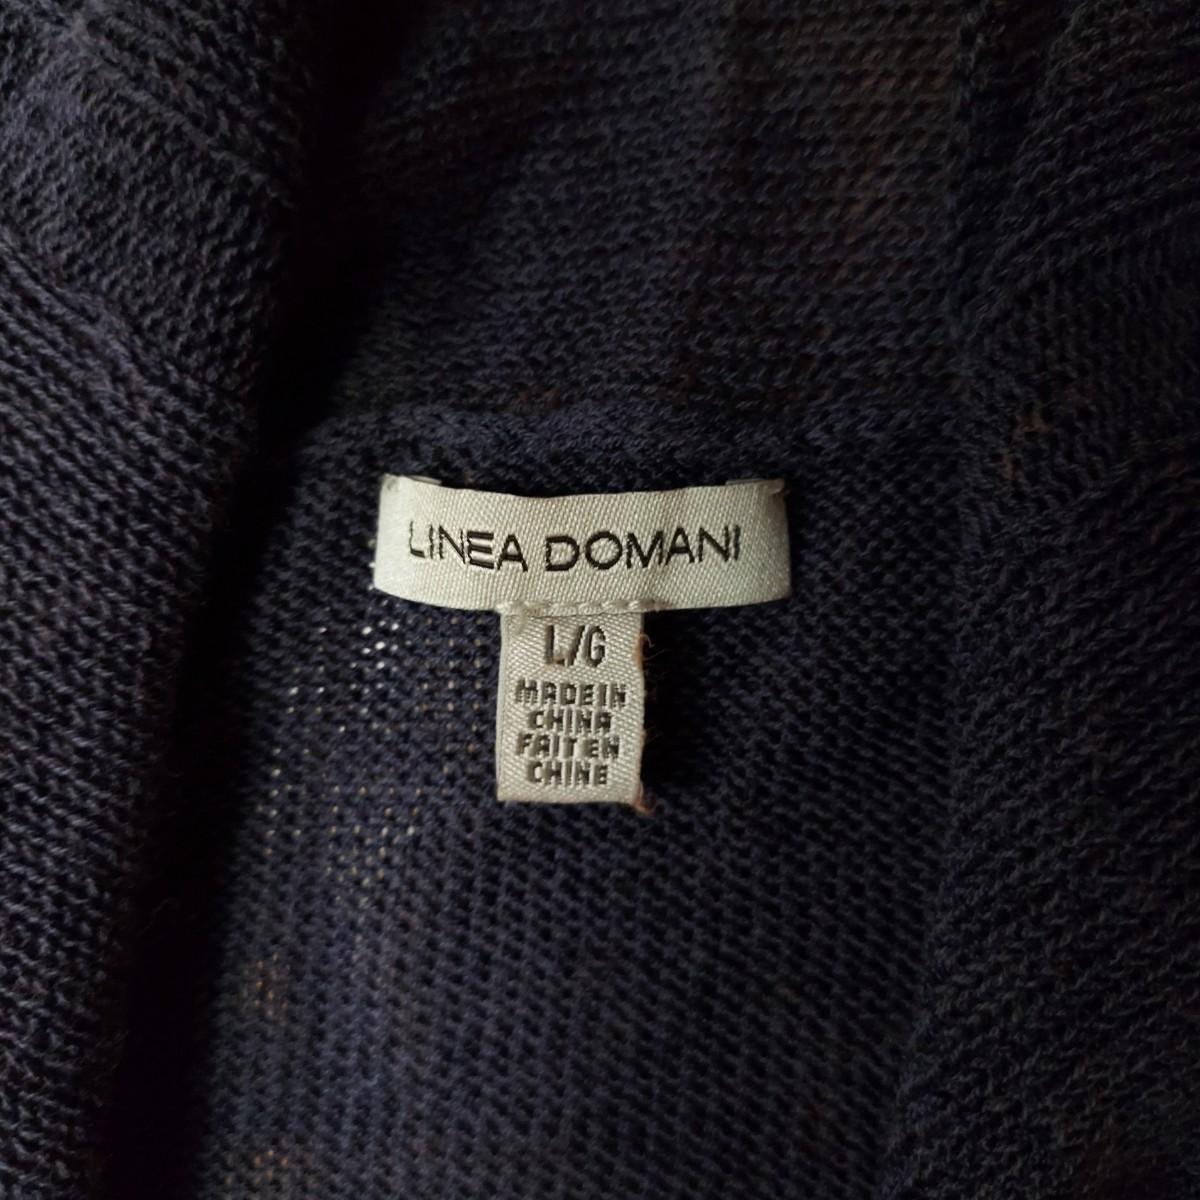 LINEA DOMANI
L/G
MADE IN
CHINA
FAIT EN
CHINE